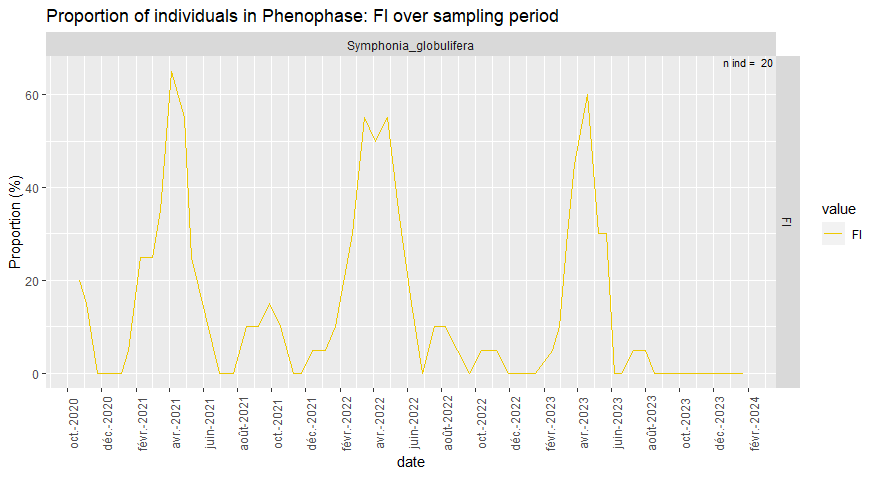 Proportion of individuals in Phenophase: Fl over sampling period
Symphonia_globulifera
n ind = 20
60
40
20
0
Proportion (%)
Fl
value
Fl
oct.-2020
déc.-2020
févr.-2021
avr.-2021
juin-2021
août-2021
oct.-2021
déc.-2021
févr.-2022
avr.-2022
juin-2022
août-2022
oct.-2022
déc.-2022
févr.-2023
avr.-2023
juin-2023
août-2023
oct.-2023
déc.-2023
févr.-2024
date